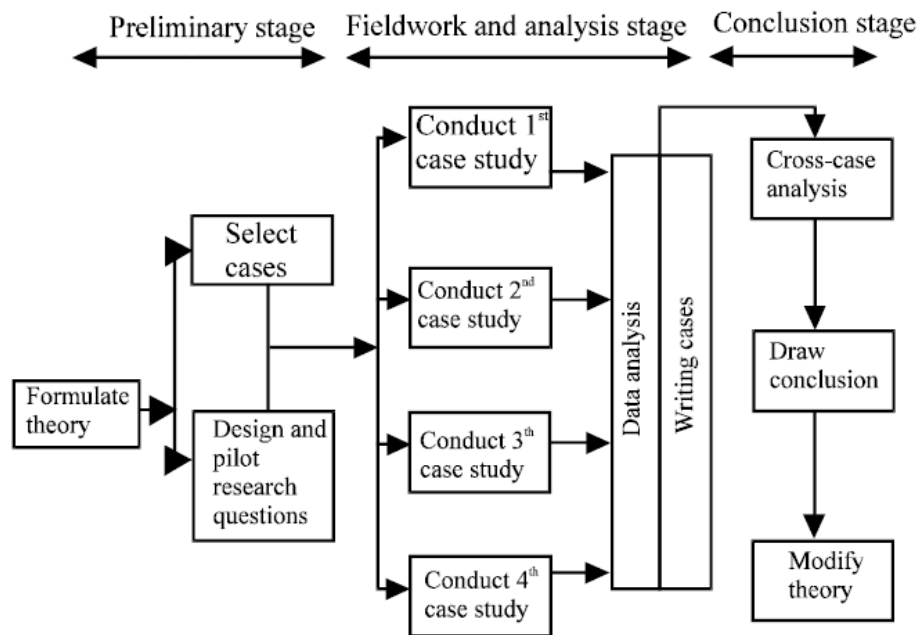 Preliminary stage
Fieldwork and analysis stage
Conclusion stage
Formulate
theory
Select
cases
Design and
pilot
research
questions
Conduct 1st
case study
Conduct 2nd
case study
Conduct 3th
case study
Conduct 4th
case study
Data analysis
Writing cases
Cross-case
analysis
Draw
conclusion
Modify
theory